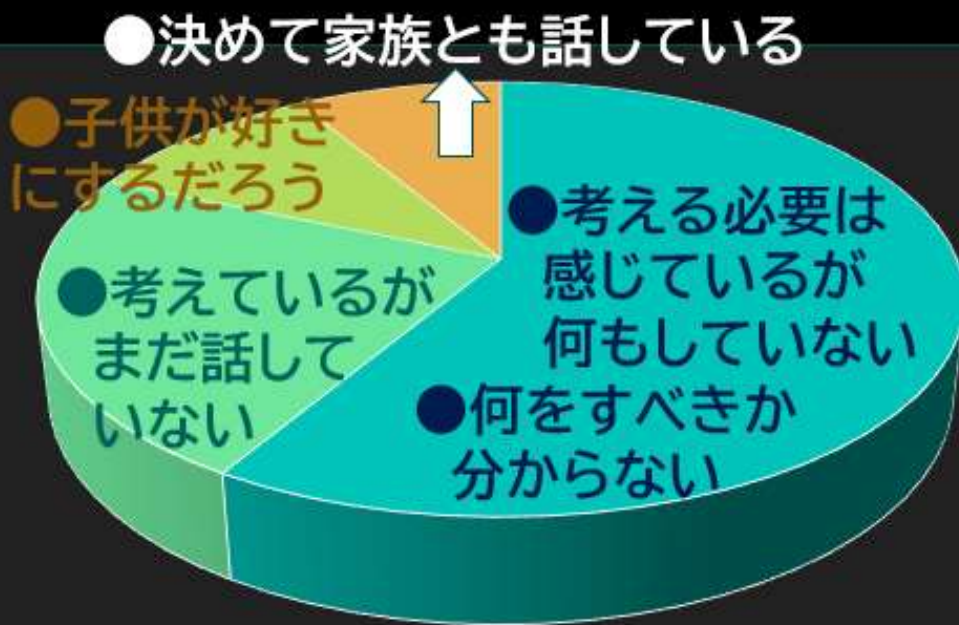 ●決めて家族とも話している
●子供が好き
にするだろう
●考える必要は
感じているが
何もしていない
●考えているが
まだ話して
いない
●何をすべきか
分からない